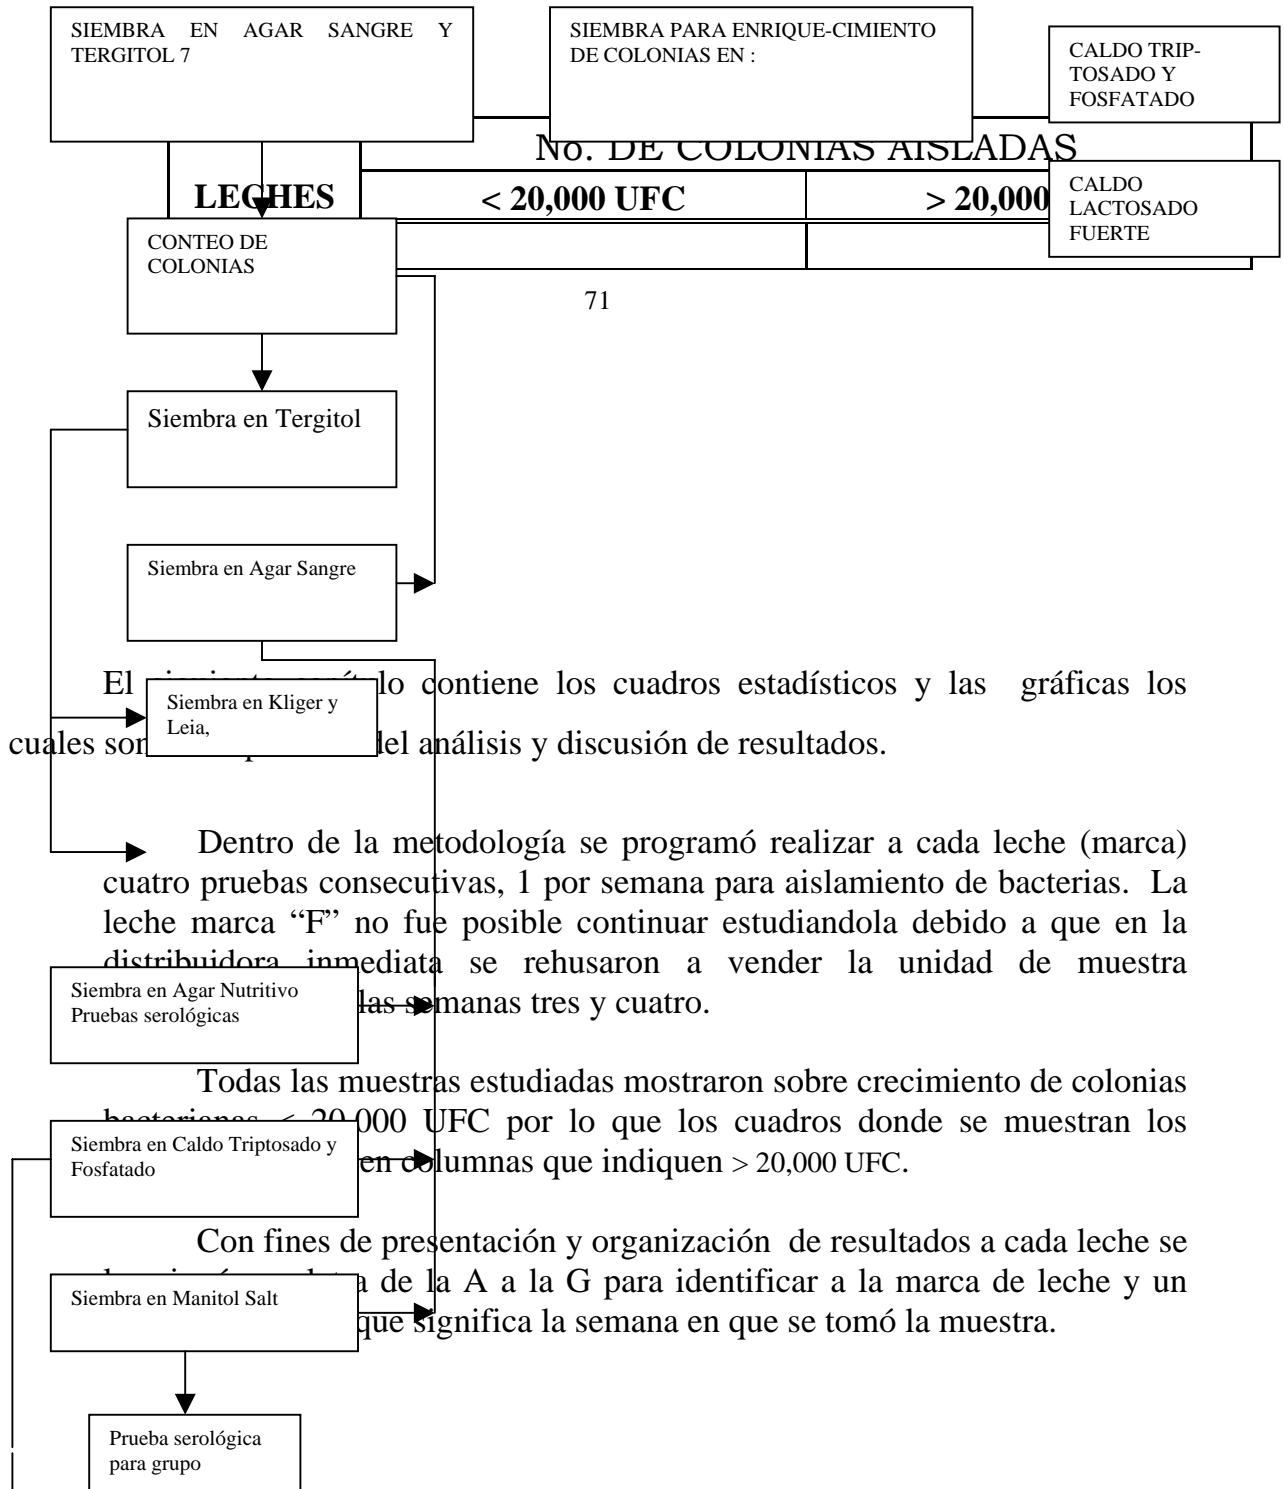 SIEMBRA EN AGAR SANGRE Y
TERGITOL 7
SIEMBRA PARA ENRIQUE-CIMIENTO
DE COLONIAS EN :
CALDO TRIP-
TOSADO Y
FOSFATADO
No. DE COLONIAS AISLADAS
LECHES
< 20,000 UFC
> 20,000
CALDO
LACTOSADO
FUERTE
CONTEO DE
COLONIAS
71
Siembra en Tergitol
Siembra en Agar Sangre
El contiene los cuadros estadísticos y las gráficas los
Siembra en Kliger y
Leia,
cuales son del análisis y discusión de resultados.
Dentro de la metodología se programó realizar a cada leche (marca)
cuatro pruebas consecutivas, 1 por semana para aislamiento de bacterias. La
leche marca “F” no fue posible continuar estudiandola debido a que en la
distribuidora inmediata se rehusaron a vender la unidad de muestra
Siembra en Agar Nutritivo
Pruebas serológicas
las semanas tres y cuatro.
Todas las muestras estudiadas mostraron sobre crecimiento de colonias
bacterianas < 20,000 UFC por lo que los cuadros donde se muestran los
Siembra en Caldo Triptosado y
Fosfatado
en columnas que indiquen > 20,000 UFC.
Con fines de presentación y organización de resultados a cada leche se
de la A a la G para identificar a la marca de leche y un
Siembra en Manitol Salt
que significa la semana en que se tomó la muestra.
Prueba serológica
para grupo